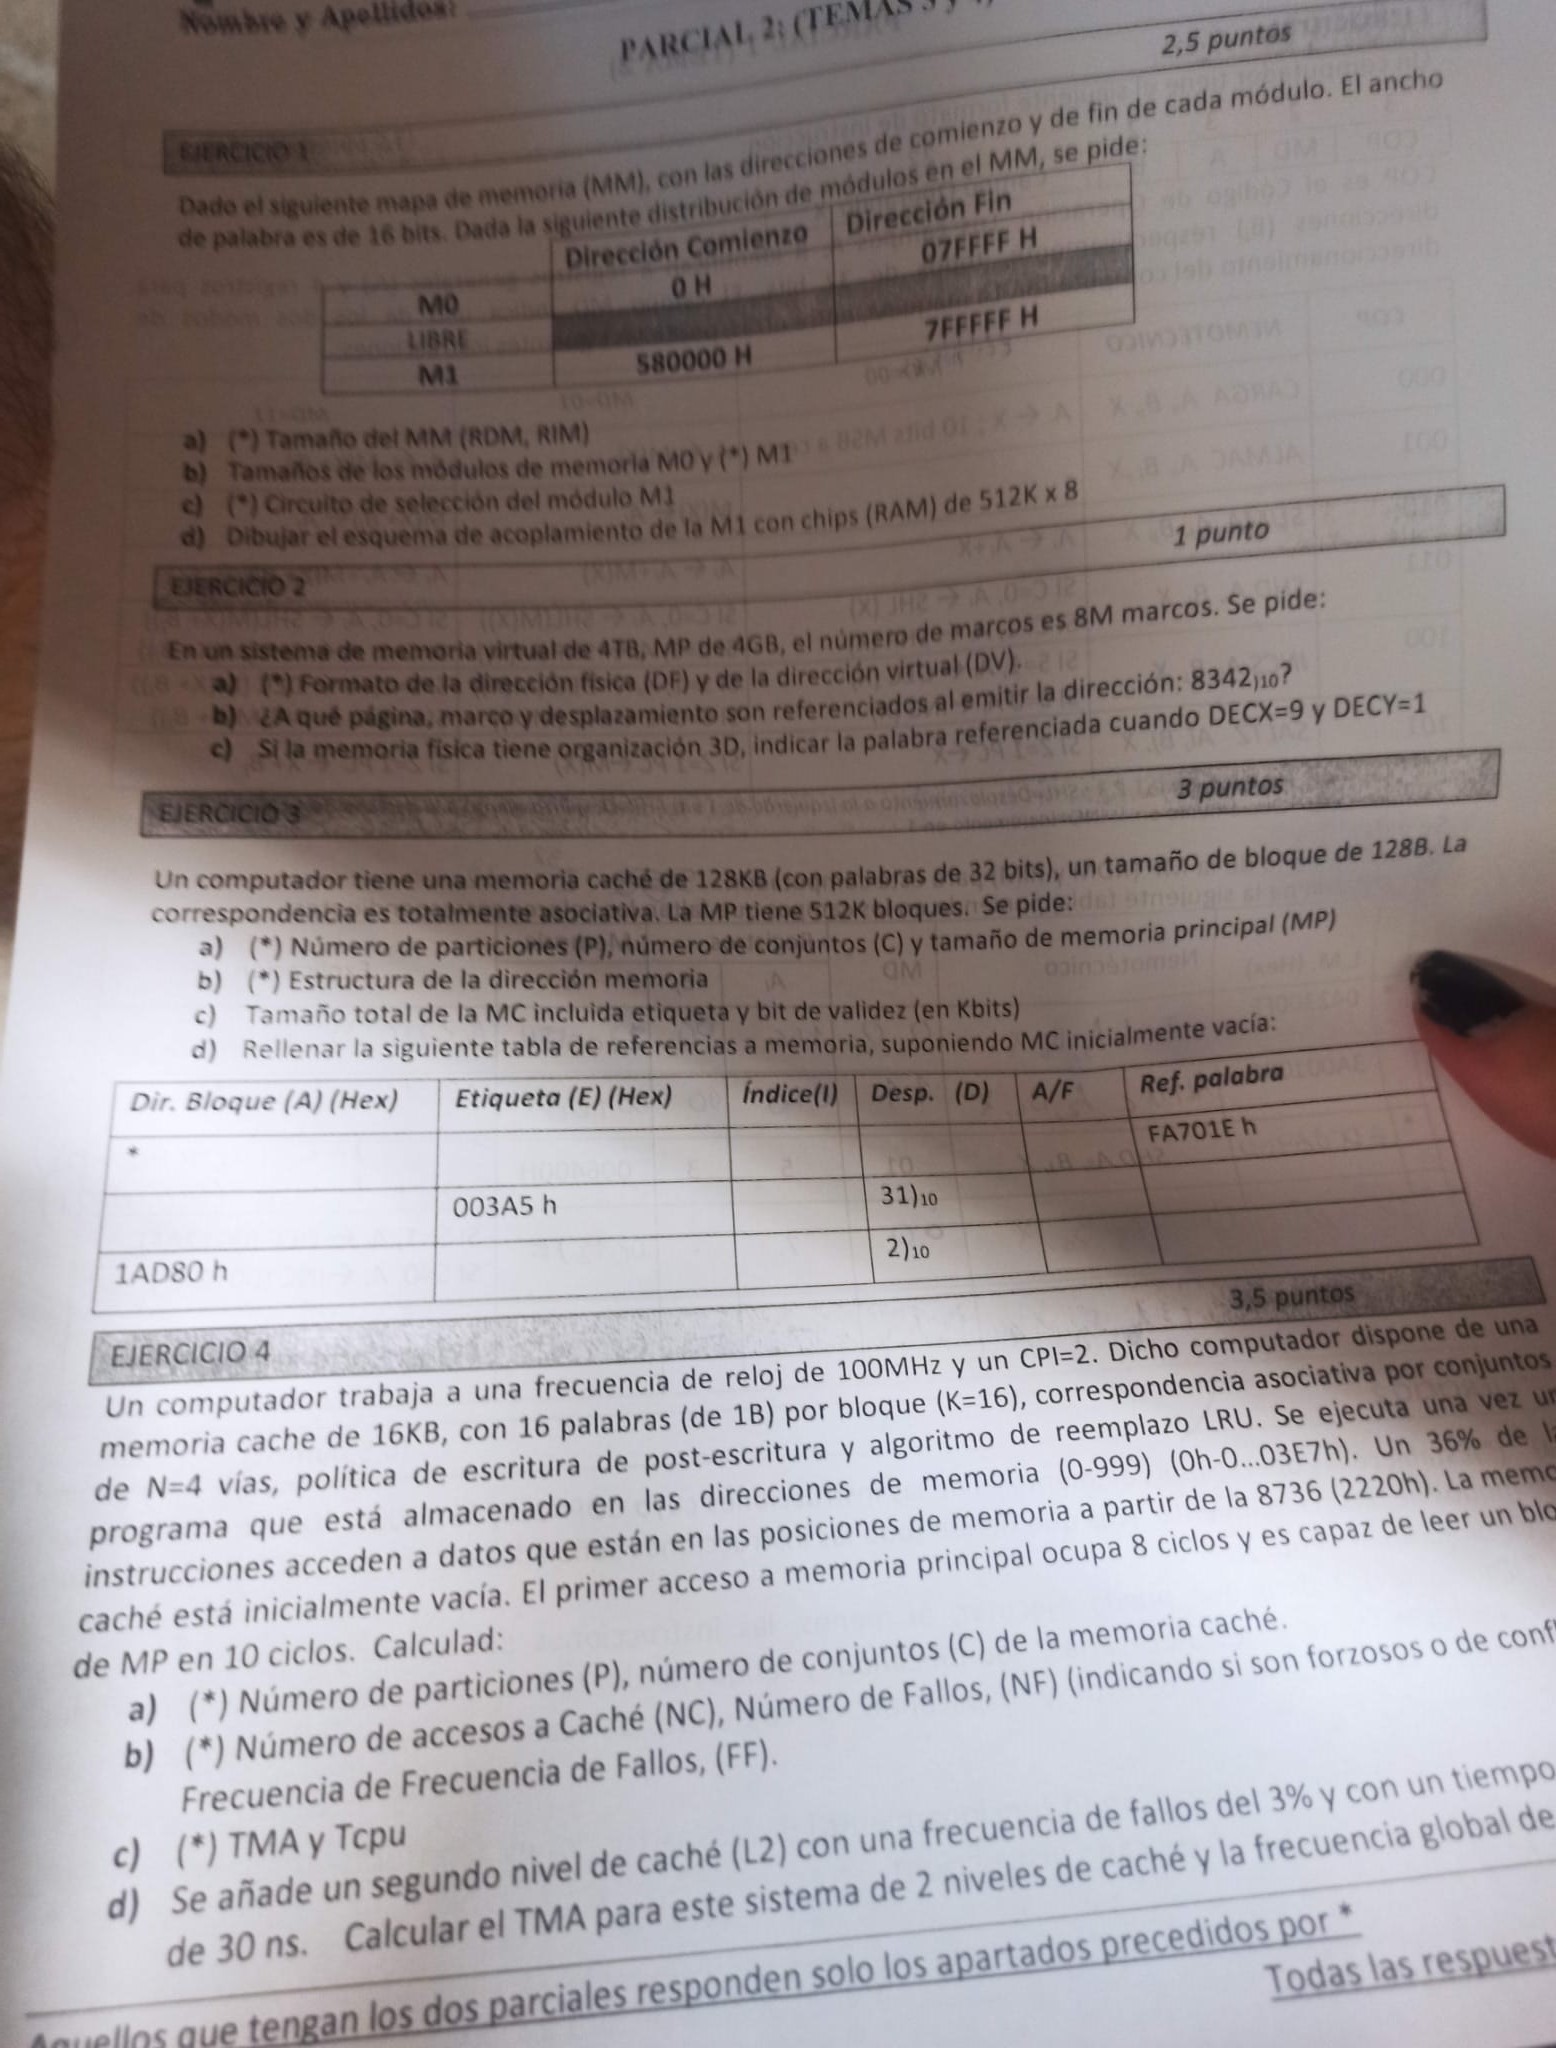 Nombre y Apellidos:
PARCIAL 2: (TEMAS 3 y
2,5 puntos
EJERCICIO 1
Dado el siguiente mapa de memoria (MM), con las direcciones de comienzo y de fin de cada módulo. El ancho
de palabra es de 16 bits. Dada la siguiente distribución de módulos en el MM, se pide:
Dirección Comienzo Dirección Fin
M0 0 H 07FFFF H
LIBRE
M1 580000 H 7FFFFF H
a) (*) Tamaño del MM (RDM, RIM)
b) Tamaños de los módulos de memoria M0 y (*) M1
c) (*) Circuito de selección del módulo M1
d) Dibujar el esquema de acoplamiento de la M1 con chips (RAM) de 512K x 8
EJERCICIO 2 1 punto
En un sistema de memoria virtual de 4TB, MP de 4GB, el número de marcos es 8M marcos. Se pide:
a) (*) Formato de la dirección física (DF) y de la dirección virtual (DV).
b) ¿A qué página, marco y desplazamiento son referenciados al emitir la dirección: 8342)10?
c) Si la memoria física tiene organización 3D, indicar la palabra referenciada cuando DECX=9 y DECY=1
EJERCICIO 3 3 puntos
Un computador tiene una memoria caché de 128KB (con palabras de 32 bits), un tamaño de bloque de 128B. La
correspondencia es totalmente asociativa. La MP tiene 512K bloques. Se pide:
a) (*) Número de particiones (P), número de conjuntos (C) y tamaño de memoria principal (MP)
b) (*) Estructura de la dirección memoria
c) Tamaño total de la MC incluida etiqueta y bit de validez (en Kbits)
d) Rellenar la siguiente tabla de referencias a memoria, suponiendo MC inicialmente vacía:
Dir. Bloque (A) (Hex) Etiqueta (E) (Hex) Índice(I) Desp. (D) A/F Ref. palabra
* FA701E h
003A5 h 31)10
1AD80 h 2)10
EJERCICIO 4 3,5 puntos
Un computador trabaja a una frecuencia de reloj de 100MHz y un CPI=2. Dicho computador dispone de una
memoria cache de 16KB, con 16 palabras (de 1B) por bloque (K=16), correspondencia asociativa por conjuntos
de N=4 vías, política de escritura de post-escritura y algoritmo de reemplazo LRU. Se ejecuta una vez un
programa que está almacenado en las direcciones de memoria (0-999) (0h-0...03E7h). Un 36% de la
instrucciones acceden a datos que están en las posiciones de memoria a partir de la 8736 (2220h). La memo
caché está inicialmente vacía. El primer acceso a memoria principal ocupa 8 ciclos y es capaz de leer un blo
de MP en 10 ciclos. Calculad:
a) (*) Número de particiones (P), número de conjuntos (C) de la memoria caché.
b) (*) Número de accesos a Caché (NC), Número de Fallos, (NF) (indicando si son forzosos o de conf
Frecuencia de Frecuencia de Fallos, (FF).
c) (*) TMA y Tcpu
d) Se añade un segundo nivel de caché (L2) con una frecuencia de fallos del 3% y con un tiempo
de 30 ns. Calcular el TMA para este sistema de 2 niveles de caché y la frecuencia global de
Aquellos que tengan los dos parciales responden solo los apartados precedidos por *
Todas las respuest